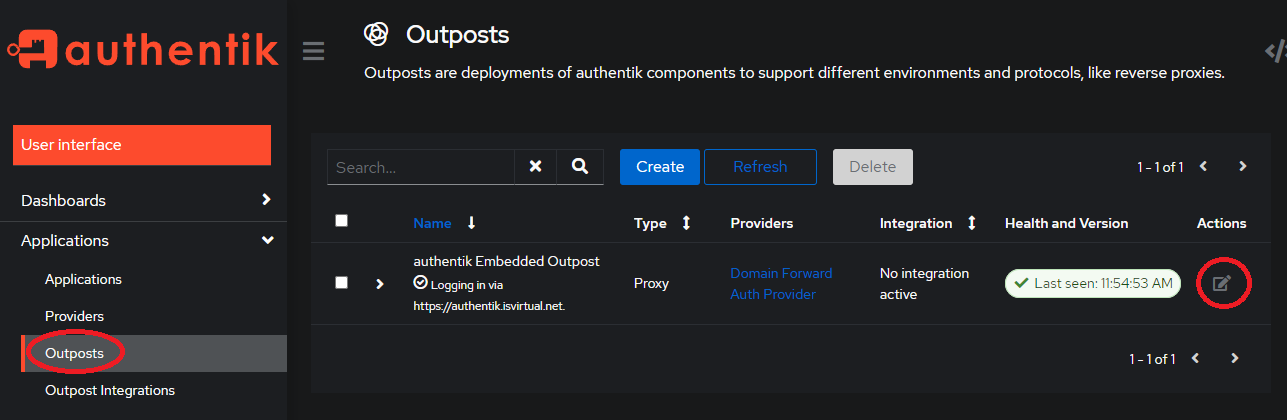 authentik
User interface
Dashboards
Applications
Applications
Providers
Outposts
Outpost Integrations
Outposts
Outposts are deployments of authentik components to support different environments and protocols, like reverse proxies.
Search...
Create
Refresh
Delete
1 - 1 of 1
Name
Type
Providers
Integration
Health and Version
Actions
authentik Embedded Outpost
Logging in via
https://authentik.isvirtual.net.
Proxy
Domain Forward
Auth Provider
No integration
active
Last seen: 11:54:53 AM
1 - 1 of 1